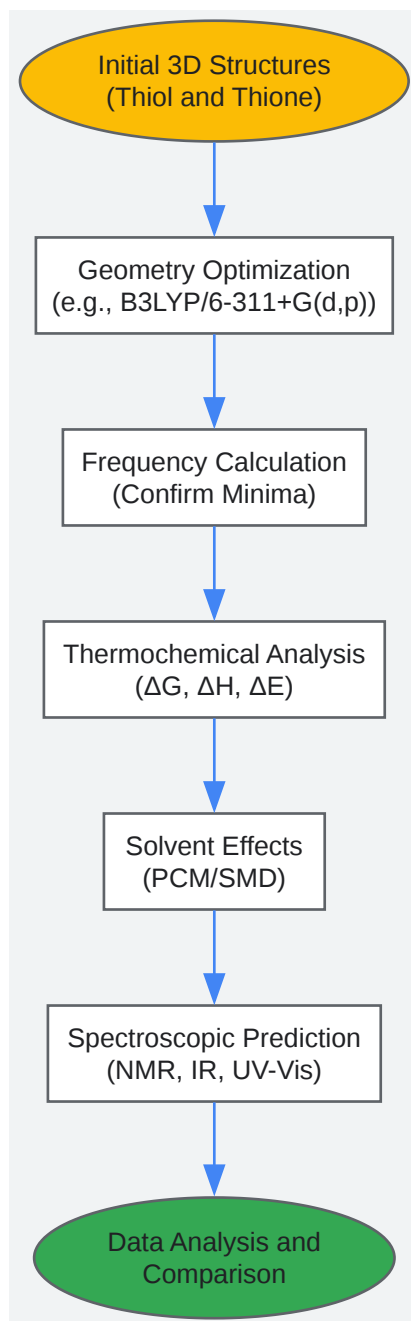 Initial 3D Structures
(Thiol and Thione)
Geometry Optimization
(e.g., B3LYP/6-311+G(d,p))
Frequency Calculation
(Confirm Minima)
Thermochemical Analysis
(ΔG, ΔH, ΔE)
Solvent Effects
(PCM/SMD)
Spectroscopic Prediction
(NMR, IR, UV-Vis)
Data Analysis and
Comparison